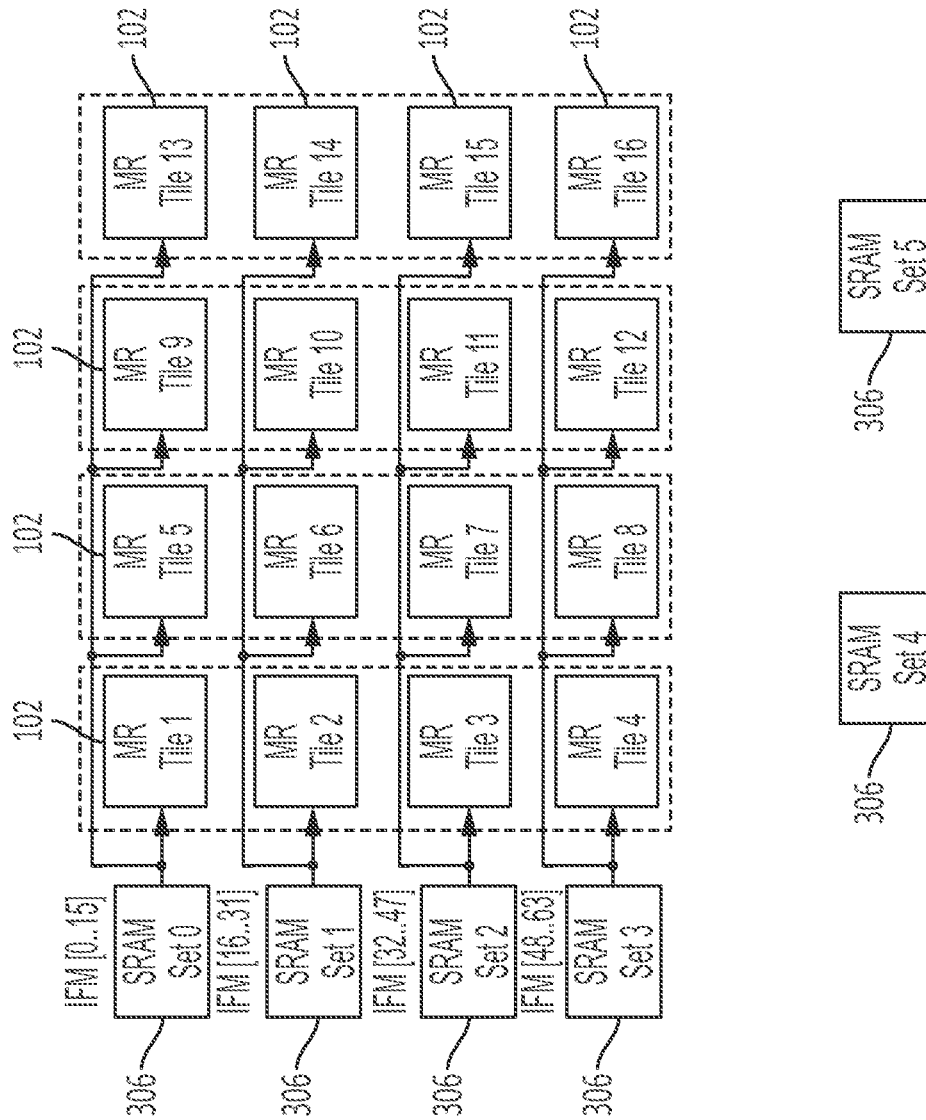 102
102
102
IFM [0..15]
306
SRAM
Set 0
MR
Tile 1
MR
Tile 5
MR
Tile 9
MR
Tile 13
102
IFM [16..31]
306
SRAM
Set 1
MR
Tile 2
MR
Tile 6
MR
Tile 10
MR
Tile 14
102
IFM [32..47]
306
SRAM
Set 2
MR
Tile 3
MR
Tile 7
MR
Tile 11
MR
Tile 15
102
IFM [48..63]
306
SRAM
Set 3
MR
Tile 4
MR
Tile 8
MR
Tile 12
MR
Tile 16
102
306
SRAM
Set 4
306
SRAM
Set 5